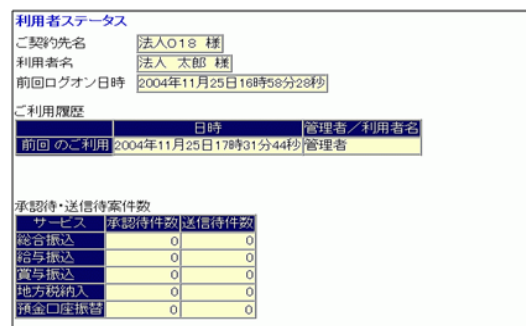 利用者ステータス
ご契約先名 法人018 様
利用者名 法人 太郎 様
前回ログオン日時 2004年11月25日16時58分28秒
ご利用履歴
日時 管理者/利用者名
前回 のご利用 2004年11月25日17時31分44秒 管理者
承認待・送信待案件数
サービス 承認待件数 送信待件数
総合振込 0 0
給与振込 0 0
賞与振込 0 0
地方税納入 0 0
預金口座振替 0 0